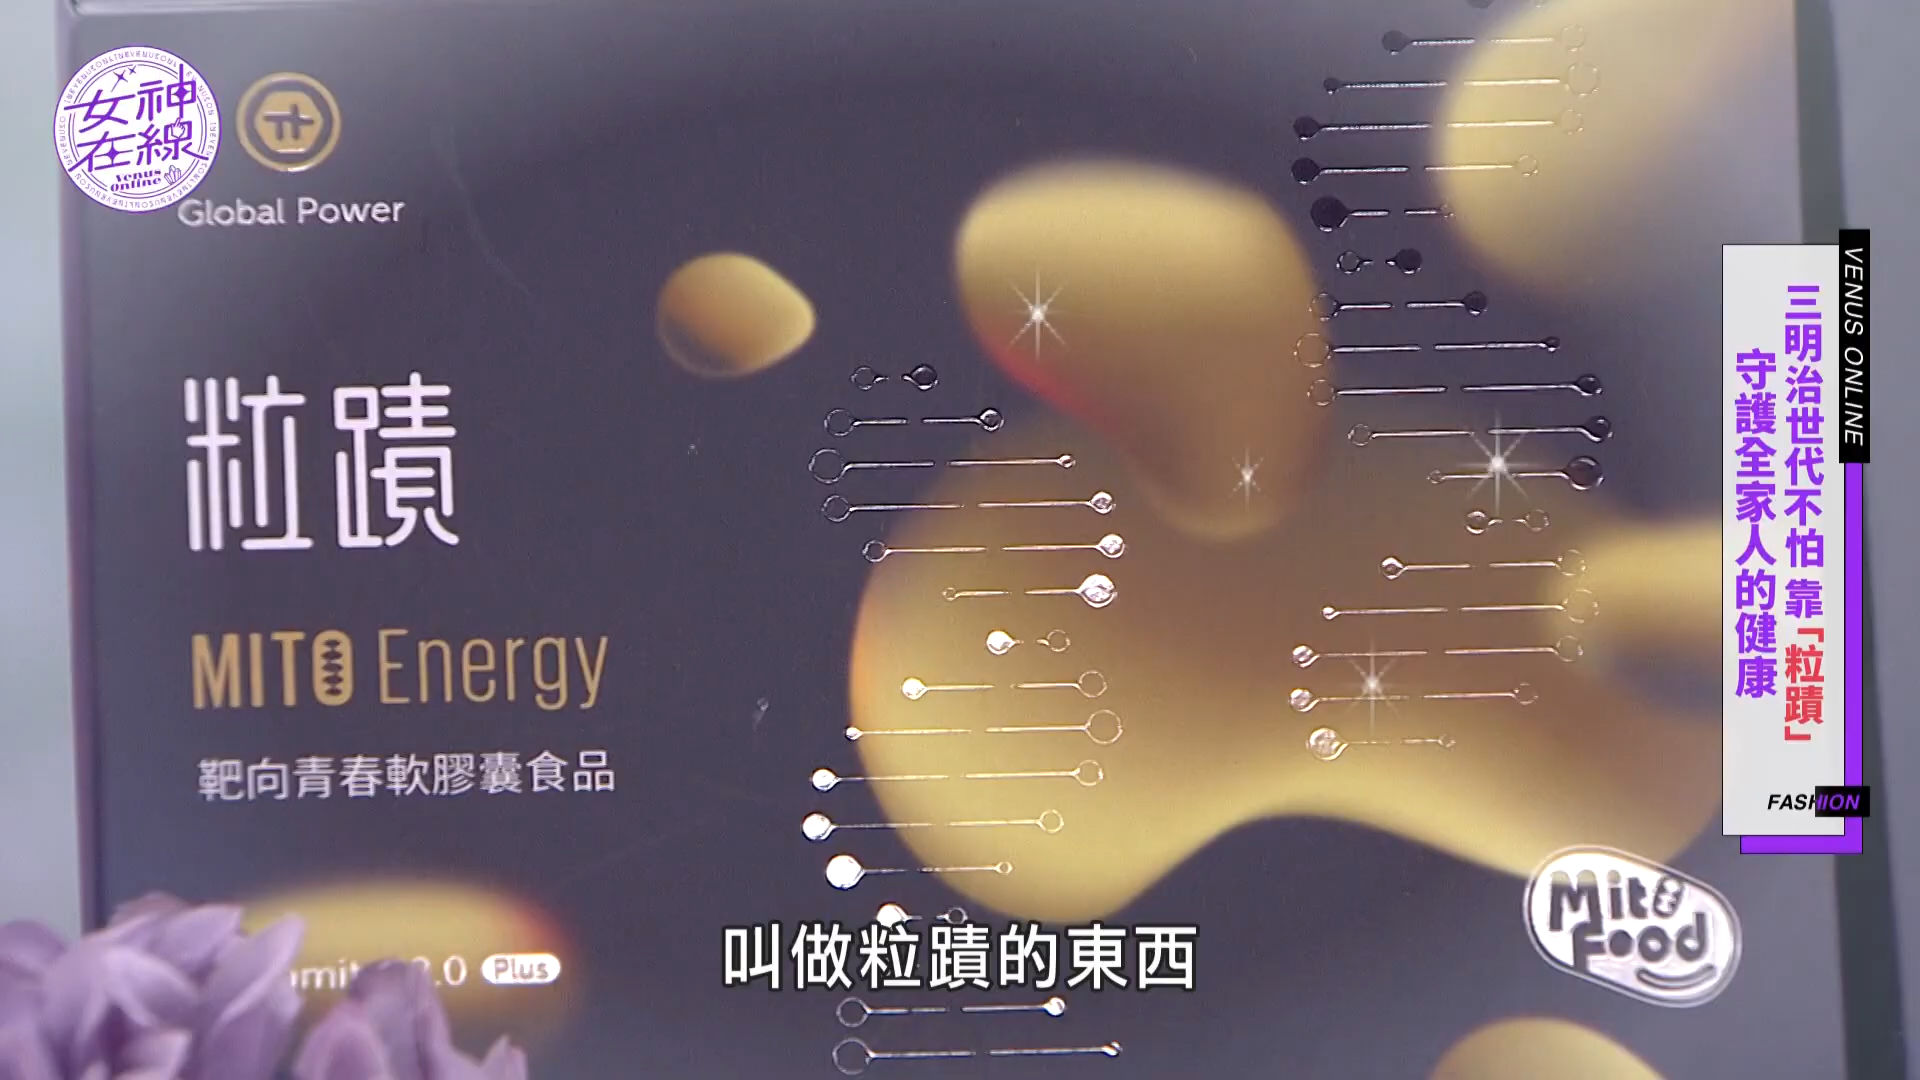 女神
在線
Venus
Online
Global Power
粒蹟
MITO Energy
靶向青春軟膠囊食品
2.0 Plus
Mito
Food
叫做粒蹟的東西
VENUS ONLINE
三明治世代不怕 靠「粒蹟」
守護全家人的健康
FASHION